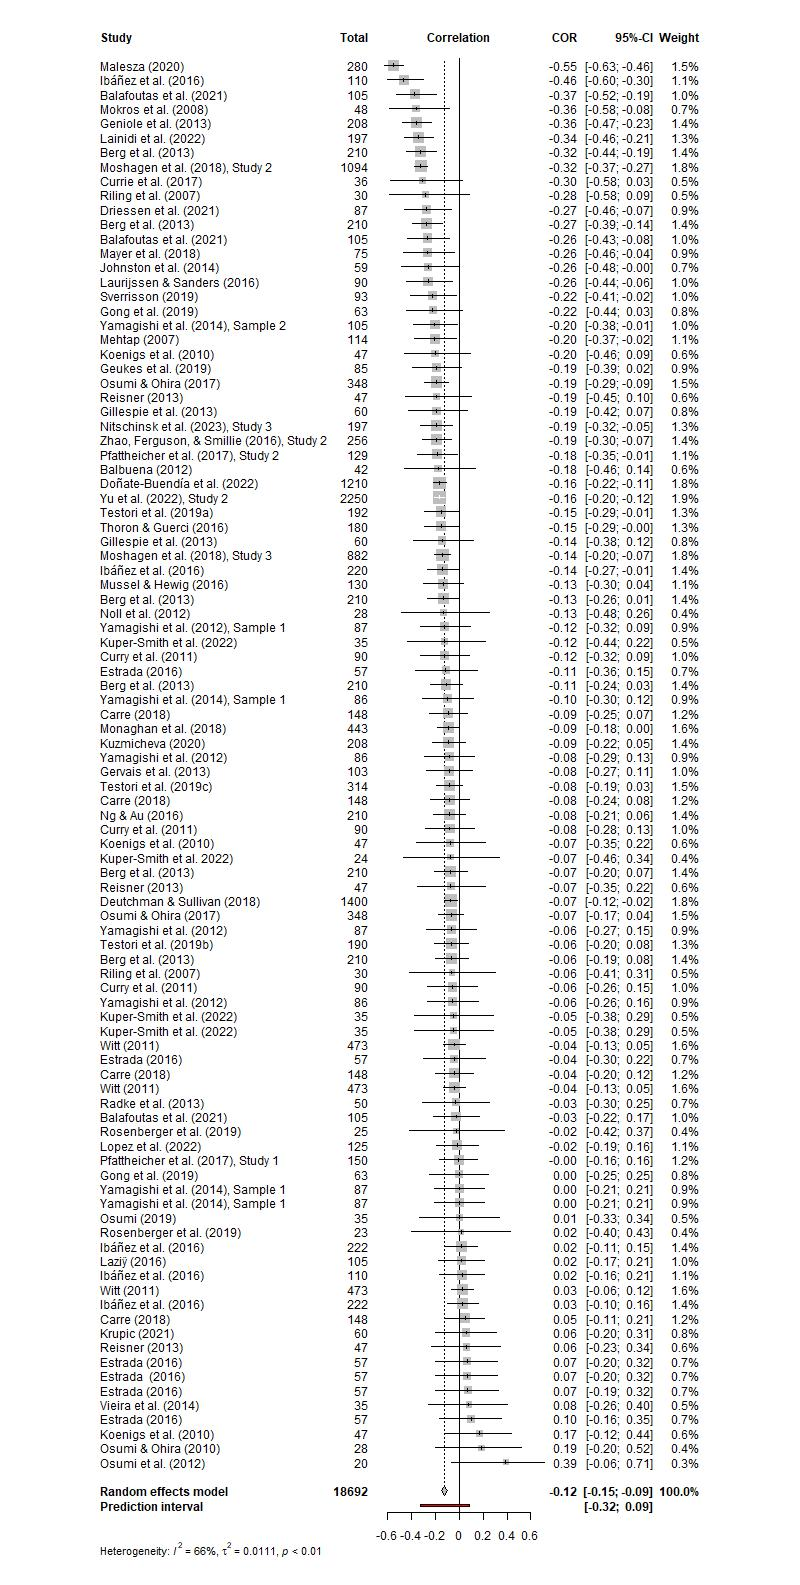 Study Total Correlation COR 95%-CI Weight
Malesza (2020) 280 -0.55 [-0.63; -0.46] 1.5%
Ibáñez et al. (2016) 110 -0.46 [-0.60; -0.30] 1.1%
Balafoutas et al. (2021) 105 -0.37 [-0.52; -0.19] 1.0%
Mokros et al. (2008) 48 -0.36 [-0.58; -0.08] 0.7%
Geniole et al. (2013) 208 -0.36 [-0.47; -0.23] 1.4%
Lainidi et al. (2022) 197 -0.34 [-0.46; -0.21] 1.4%
Berg et al. (2013) 210 -0.32 [-0.44; -0.19] 1.4%
Moshagen et al. (2018), Study 2 1094 -0.32 [-0.37; -0.27] 1.8%
Currie et al. (2017) 36 -0.30 [-0.58; 0.03] 0.5%
Riling et al. (2007) 30 -0.28 [-0.58; 0.09] 0.5%
Driessen et al. (2021) 87 -0.27 [-0.46; -0.07] 0.9%
Berg et al. (2013) 210 -0.27 [-0.39; -0.14] 1.4%
Balafoutas et al. (2021) 105 -0.26 [-0.43; -0.08] 1.0%
Mayer et al. (2018) 75 -0.26 [-0.46; -0.04] 0.9%
Johnston et al. (2014) 59 -0.26 [-0.48; -0.00] 0.8%
Laurijssen & Sanders (2016) 90 -0.26 [-0.44; -0.06] 1.0%
Sverrisson (2019) 93 -0.22 [-0.41; -0.02] 1.0%
Gong et al. (2019) 63 -0.22 [-0.44; 0.03] 0.8%
Yamagishi et al. (2014), Sample 2 105 -0.20 [-0.38; -0.01] 1.0%
Mehtap (2007) 114 -0.20 [-0.37; -0.02] 1.1%
Koenigs et al. (2010) 47 -0.20 [-0.46; 0.09] 0.6%
Geukes et al. (2019) 85 -0.19 [-0.39; 0.02] 0.9%
Osumi & Ohira (2017) 348 -0.19 [-0.29; -0.09] 1.5%
Reisner (2013) 47 -0.19 [-0.45; 0.10] 0.6%
Gillespie et al. (2013) 60 -0.19 [-0.42; 0.07] 0.8%
Nitschinsk et al. (2023), Study 3 197 -0.19 [-0.32; -0.05] 1.3%
Zhao, Ferguson, & Smillie (2016), Study 2 256 -0.19 [-0.30; -0.07] 1.4%
Pfattheicher et al. (2017), Study 2 129 -0.18 [-0.35; -0.01] 1.1%
Balbuena (2012) 42 -0.18 [-0.46; 0.14] 0.6%
Doñate-Buendía et al. (2022) 1210 -0.16 [-0.22; -0.11] 1.8%
Yu et al. (2022), Study 2 2250 -0.16 [-0.20; -0.12] 1.9%
Testori et al. (2019a) 192 -0.15 [-0.29; -0.01] 1.3%
Thoron & Guerci (2016) 180 -0.15 [-0.29; -0.00] 1.3%
Gillespie et al. (2013) 60 -0.14 [-0.38; 0.12] 0.8%
Moshagen et al. (2018), Study 3 882 -0.14 [-0.20; -0.07] 1.7%
Ibáñez et al. (2016) 220 -0.14 [-0.27; -0.01] 1.4%
Mussel & Hewig (2016) 130 -0.13 [-0.30; 0.04] 1.1%
Berg et al. (2013) 210 -0.13 [-0.26; 0.01] 1.4%
Noll et al. (2012) 28 -0.13 [-0.48; 0.26] 0.4%
Yamagishi et al. (2012), Sample 1 87 -0.12 [-0.32; 0.09] 0.9%
Kuper-Smith et al. (2022) 35 -0.12 [-0.44; 0.22] 0.5%
Curry et al. (2011) 90 -0.12 [-0.32; 0.09] 1.0%
Estrada (2016) 57 -0.11 [-0.36; 0.15] 0.7%
Berg et al. (2013) 210 -0.11 [-0.24; 0.03] 1.4%
Yamagishi et al. (2014), Sample 1 86 -0.10 [-0.30; 0.12] 0.9%
Carre (2018) 148 -0.09 [-0.25; 0.07] 1.2%
Monaghan et al. (2018) 443 -0.09 [-0.18; 0.00] 1.6%
Kuzmicheva (2020) 208 -0.09 [-0.22; 0.05] 1.4%
Yamagishi et al. (2012) 86 -0.08 [-0.29; 0.13] 0.9%
Gervais et al. (2013) 103 -0.08 [-0.27; 0.11] 1.0%
Testori et al. (2019c) 314 -0.08 [-0.19; 0.03] 1.5%
Carre (2018) 148 -0.08 [-0.24; 0.08] 1.2%
Ng & Au (2016) 210 -0.08 [-0.21; 0.06] 1.4%
Curry et al. (2011) 90 -0.08 [-0.28; 0.13] 1.0%
Koenigs et al. (2010) 47 -0.07 [-0.35; 0.22] 0.6%
Kuper-Smith et al. 2022) 24 -0.07 [-0.46; 0.34] 0.4%
Berg et al. (2013) 210 -0.07 [-0.20; 0.07] 1.4%
Reisner (2013) 47 -0.07 [-0.35; 0.22] 0.6%
Deutchman & Sullivan (2018) 1400 -0.07 [-0.12; -0.02] 1.8%
Osumi & Ohira (2017) 348 -0.07 [-0.17; 0.04] 1.5%
Yamagishi et al. (2012) 87 -0.06 [-0.27; 0.15] 0.9%
Testori et al. (2019b) 190 -0.06 [-0.20; 0.08] 1.3%
Berg et al. (2013) 210 -0.06 [-0.19; 0.08] 1.4%
Riling et al. (2007) 30 -0.06 [-0.41; 0.31] 0.5%
Curry et al. (2011) 90 -0.06 [-0.26; 0.15] 1.0%
Yamagishi et al. (2012) 86 -0.06 [-0.26; 0.16] 0.9%
Kuper-Smith et al. (2022) 35 -0.05 [-0.38; 0.29] 0.5%
Kuper-Smith et al. (2022) 35 -0.05 [-0.38; 0.29] 0.5%
Witt (2011) 473 -0.04 [-0.13; 0.05] 1.6%
Estrada (2016) 57 -0.04 [-0.30; 0.22] 0.7%
Carre (2018) 148 -0.04 [-0.20; 0.12] 1.2%
Witt (2011) 473 -0.04 [-0.13; 0.05] 1.6%
Radke et al. (2013) 50 -0.03 [-0.30; 0.25] 0.7%
Balafoutas et al. (2021) 105 -0.03 [-0.22; 0.17] 1.0%
Rosenberger et al. (2019) 25 -0.02 [-0.42; 0.37] 0.4%
Lopez et al. (2022) 125 -0.02 [-0.19; 0.16] 1.1%
Pfattheicher et al. (2017), Study 1 150 -0.00 [-0.16; 0.16] 1.2%
Gong et al. (2019) 63 0.00 [-0.25; 0.25] 0.8%
Yamagishi et al. (2014), Sample 1 87 0.00 [-0.21; 0.21] 0.9%
Yamagishi et al. (2014), Sample 1 87 0.00 [-0.21; 0.21] 0.9%
Osumi (2019) 35 0.01 [-0.33; 0.34] 0.5%
Rosenberger et al. (2019) 23 0.02 [-0.40; 0.43] 0.4%
Ibáñez et al. (2016) 222 0.02 [-0.11; 0.15] 1.4%
Laziÿ (2016) 105 0.02 [-0.17; 0.21] 1.0%
Ibáñez et al. (2016) 110 0.02 [-0.16; 0.21] 1.1%
Witt (2011) 473 0.03 [-0.06; 0.12] 1.6%
Ibáñez et al. (2016) 222 0.03 [-0.10; 0.16] 1.4%
Carre (2018) 148 0.05 [-0.11; 0.21] 1.2%
Krupic (2021) 60 0.06 [-0.20; 0.31] 0.8%
Reisner (2013) 47 0.06 [-0.23; 0.34] 0.6%
Estrada (2016) 57 0.07 [-0.20; 0.32] 0.7%
Estrada (2016) 57 0.07 [-0.20; 0.32] 0.7%
Estrada (2016) 57 0.07 [-0.19; 0.32] 0.7%
Vieira et al. (2014) 35 0.08 [-0.26; 0.40] 0.5%
Estrada (2016) 57 0.10 [-0.16; 0.35] 0.7%
Koenigs et al. (2010) 47 0.17 [-0.12; 0.44] 0.6%
Osumi & Ohira (2010) 28 0.19 [-0.20; 0.52] 0.4%
Osumi et al. (2012) 20 0.39 [-0.06; 0.71] 0.3%
Random effects model 18692 -0.12 [-0.15; -0.09] 100.0%
Prediction interval [-0.32; 0.09]
-0.6 -0.4 -0.2 0 0.2 0.4 0.6
Heterogeneity: I² = 66%, τ² = 0.0111, p < 0.01